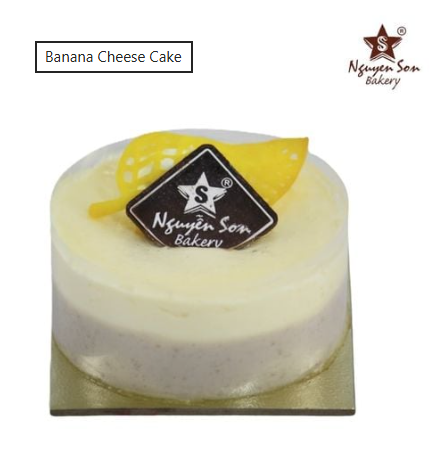 Banana Cheese Cake
S
®
Nguyen Son
Bakery
S
®
Nguyễn Sơn
Bakery